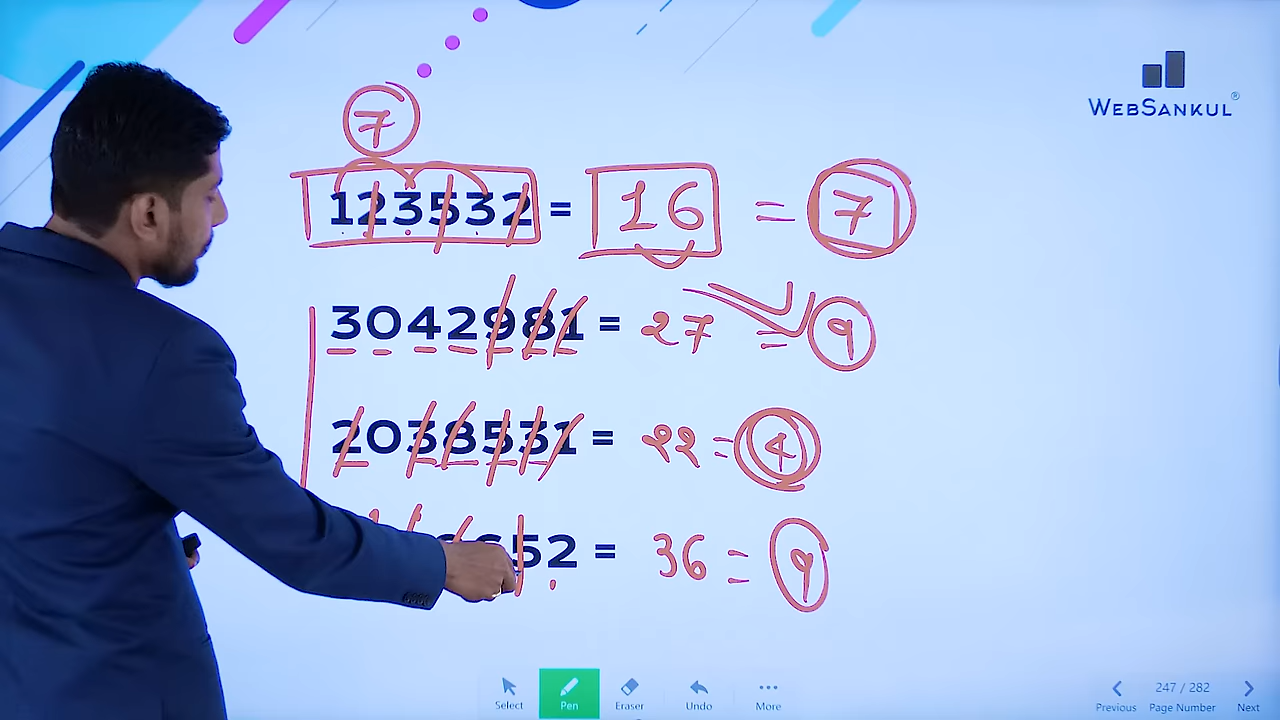 WEBSANKUL®
7
123532 = 16 = 7
3042981 = 27 = 9
2038531 = 22 = 4
52 = 36 = 9
Select
Pen
Eraser
Undo
More
Previous
247 / 282
Page Number
Next